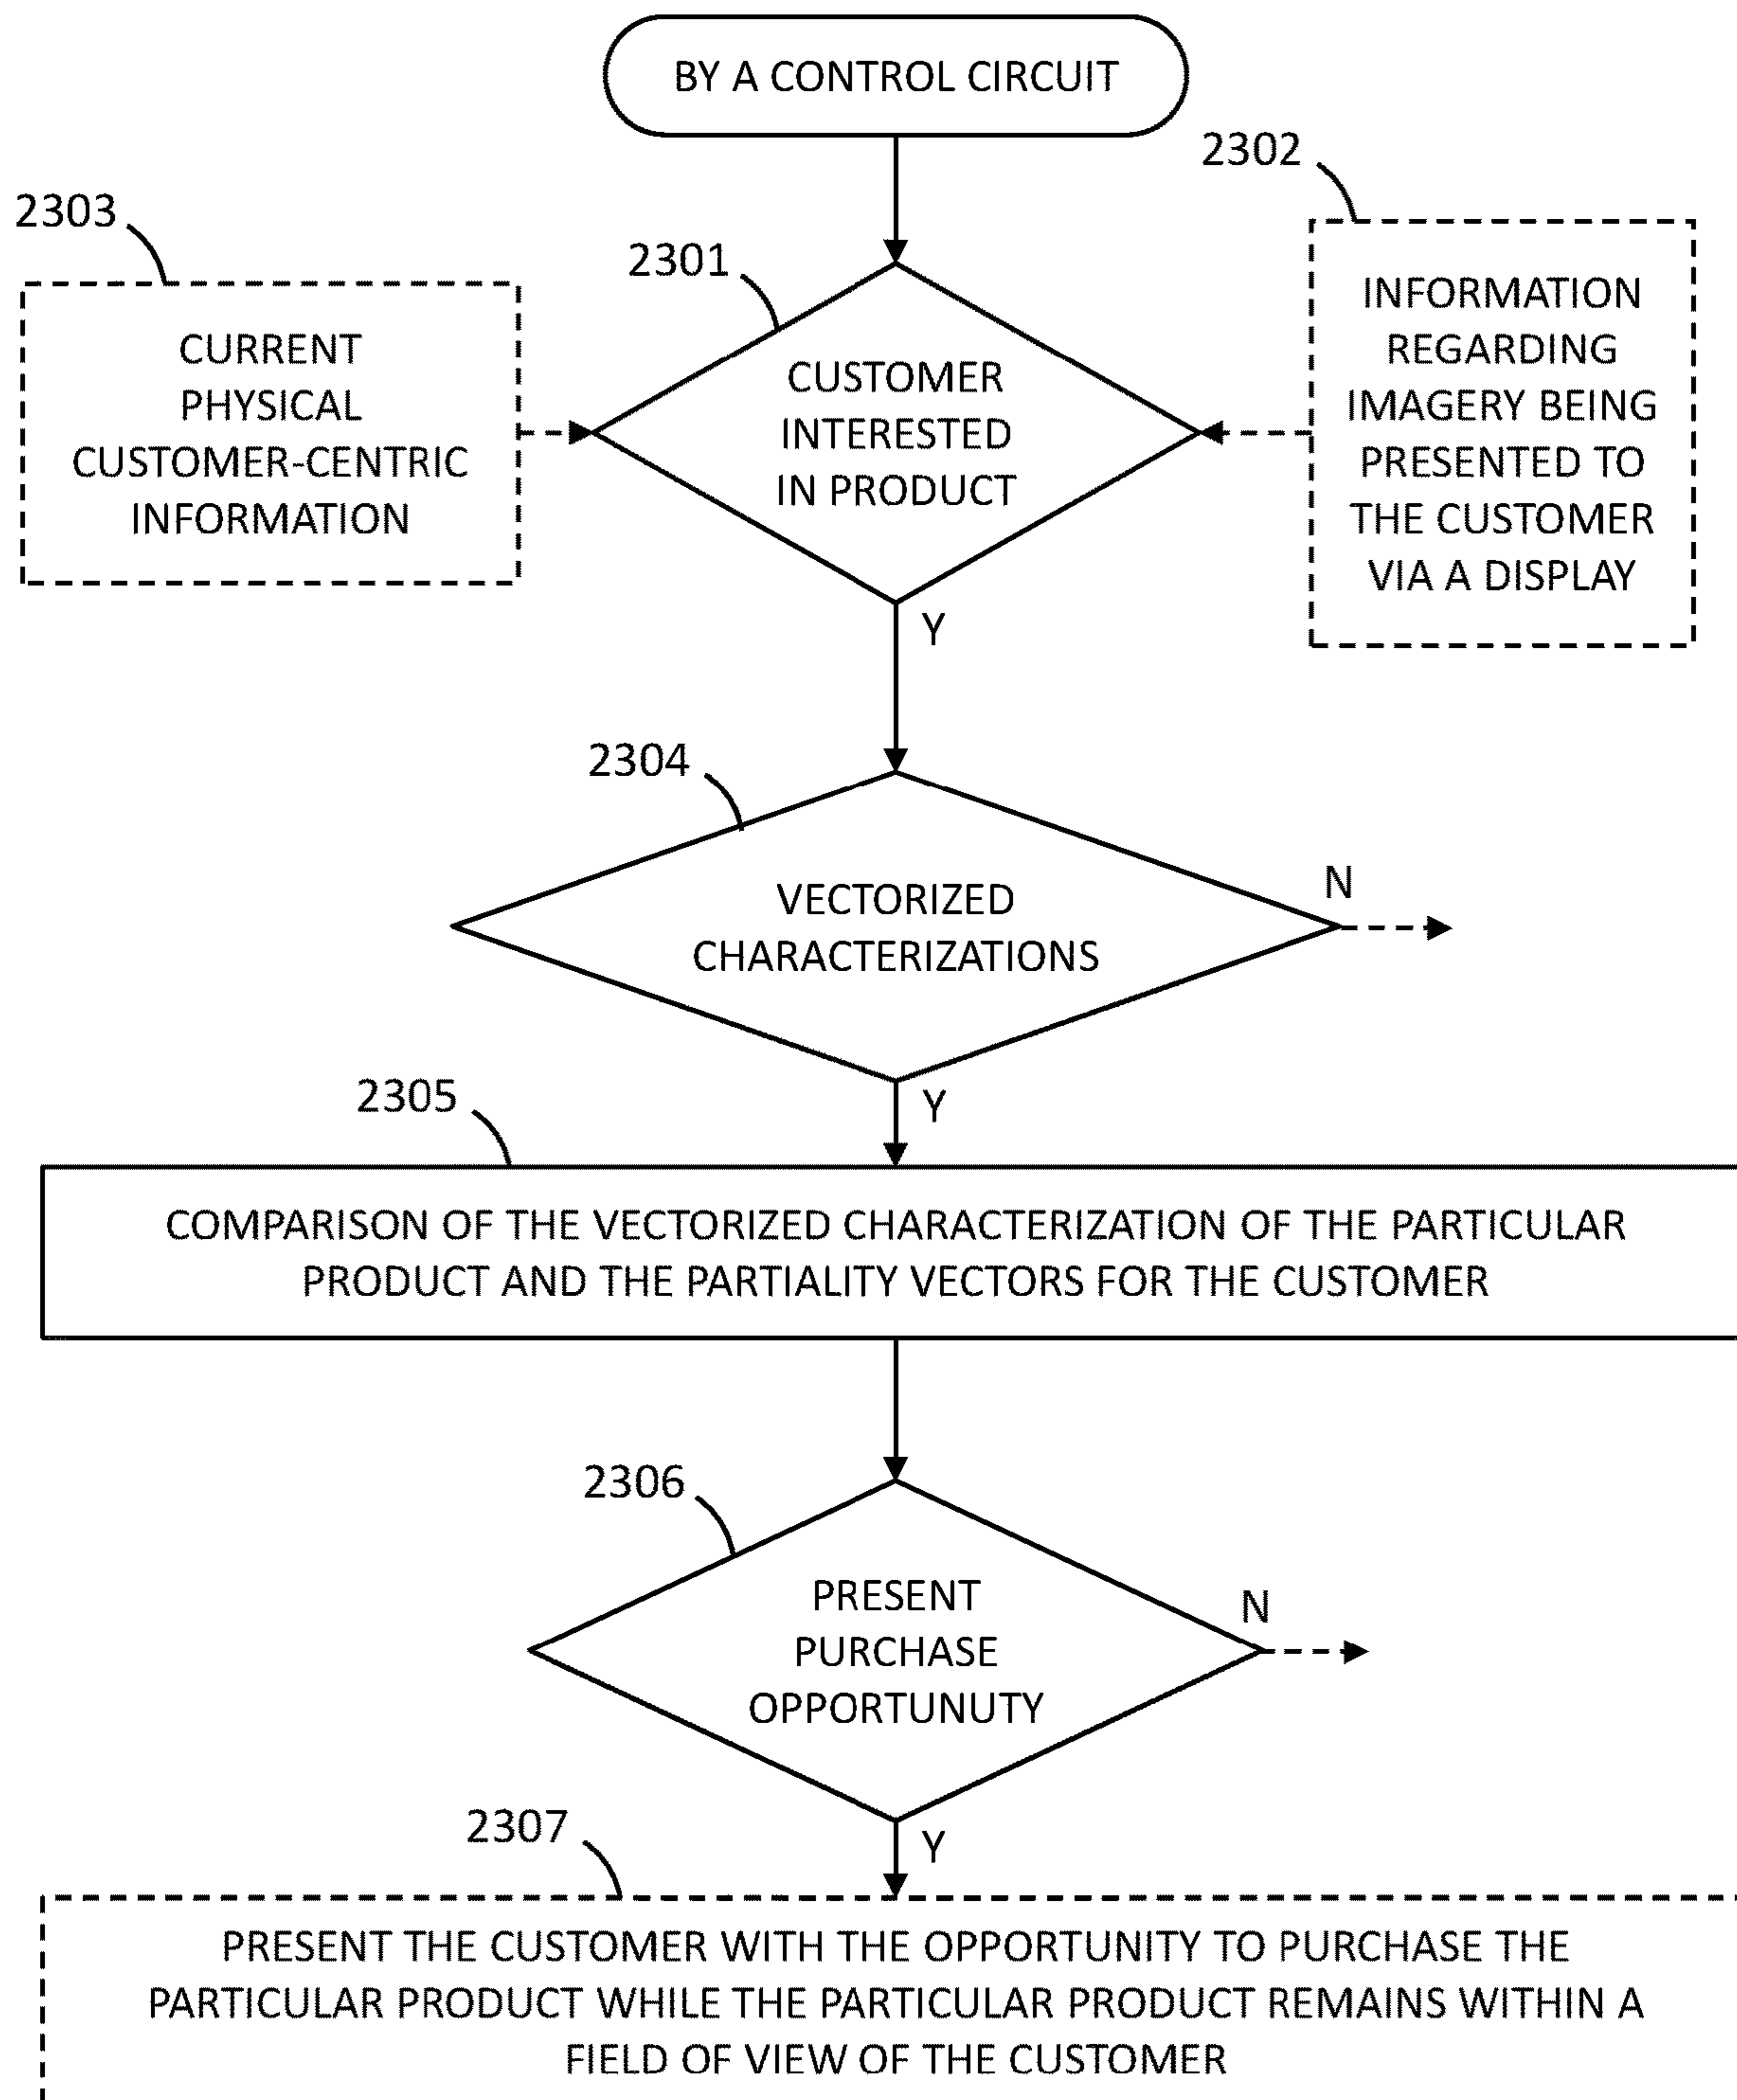 BY A CONTROL CIRCUIT
2302
2303
2301
CURRENT
PHYSICAL
CUSTOMER-CENTRIC
INFORMATION
CUSTOMER
INTERESTED
IN PRODUCT
INFORMATION
REGARDING
IMAGERY BEING
PRESENTED TO
THE CUSTOMER
VIA A DISPLAY
Y
2304
VECTORIZED
CHARACTERIZATIONS
N
Y
2305
COMPARISON OF THE VECTORIZED CHARACTERIZATION OF THE PARTICULAR
PRODUCT AND THE PARTIALITY VECTORS FOR THE CUSTOMER
2306
PRESENT
PURCHASE
OPPORTUNUTY
N
Y
2307
PRESENT THE CUSTOMER WITH THE OPPORTUNITY TO PURCHASE THE
PARTICULAR PRODUCT WHILE THE PARTICULAR PRODUCT REMAINS WITHIN A
FIELD OF VIEW OF THE CUSTOMER